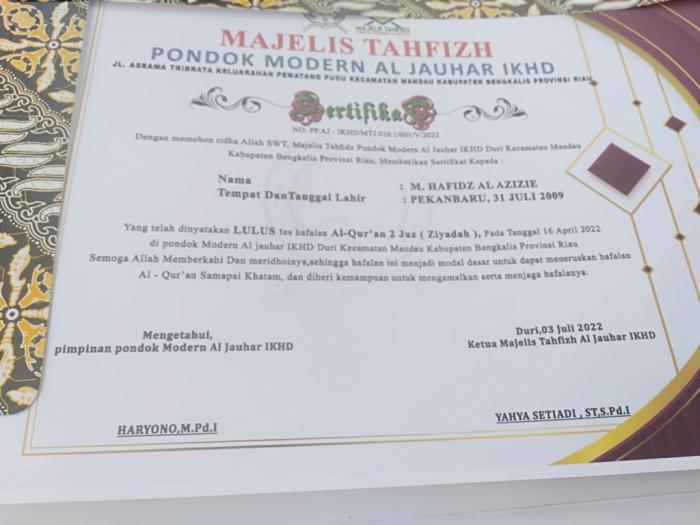 MAJELIS TAHFIZ
MAJELIS TAHFIZH
PONDOK MODERN AL JAUHAR IKHD
JL. ASRAMA TRIBRATA KELURAHAN PEMATANG PUDU KECAMATAN MANDAU KABUPATEN BENGKALIS PROVINSI RIAU
Sertifikat
NO: PP.AJ - IKHD/MT2.010.1/001/V/2022
Dengan memohon ridha Allah SWT, Majelis Tahfidz Pondok Modern Al Jauhar IKHD Duri Kecamatan Mandau
Kabupaten Bengkalis Provinsi Riau, Memberikan Sertifikat Kepada :
Nama : M. HAFIDZ AL AZIZIE
Tempat DanTanggal Lahir : PEKANBARU, 31 JULI 2009
Yang telah dinyatakan LULUS tes hafalan Al-Qur'an 2 Juz ( Ziyadah ), Pada Tanggal 16 April 2022
di pondok Modern Al jauhar IKHD Duri Kecamatan Mandau Kabupaten Bengkalis Provinsi Riau
Semoga Allah Memberkahi Dan meridhoinya,sehingga hafalan ini menjadi modal dasar untuk dapat meneruskan hafalan
Al - Qur'an Samapai Khatam, dan diberi kemampuan untuk mengamalkan serta menjaga hafalanya.
Mengetahui,
pimpinan pondok Modern Al Jauhar IKHD
HARYONO,M.Pd.I
Duri,03 Juli 2022
Ketua Majelis Tahfizh Al Jauhar IKHD
YAHYA SETIADI , ST,S.Pd.I